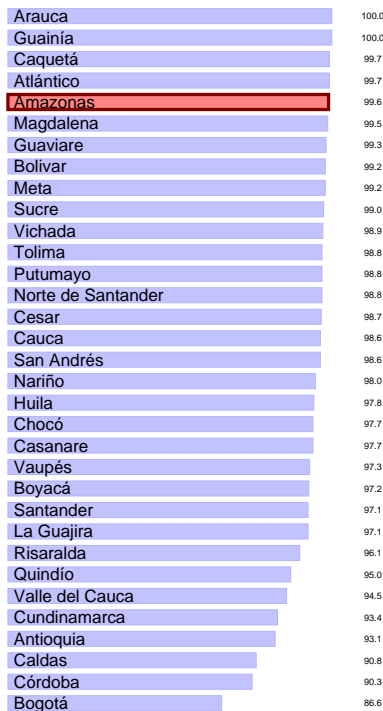 Arauca 100.0
Guainía 100.0
Caquetá 99.7
Atlántico 99.7
Amazonas 99.6
Magdalena 99.5
Guaviare 99.3
Bolivar 99.2
Meta 99.2
Sucre 99.0
Vichada 98.9
Tolima 98.8
Putumayo 98.8
Norte de Santander 98.8
Cesar 98.7
Cauca 98.6
San Andrés 98.6
Nariño 98.0
Huila 97.8
Chocó 97.7
Casanare 97.7
Vaupés 97.3
Boyacá 97.2
Santander 97.1
La Guajira 97.1
Risaralda 96.1
Quindío 95.0
Valle del Cauca 94.5
Cundinamarca 93.4
Antioquia 93.1
Caldas 90.8
Córdoba 90.3
Bogotá 86.6